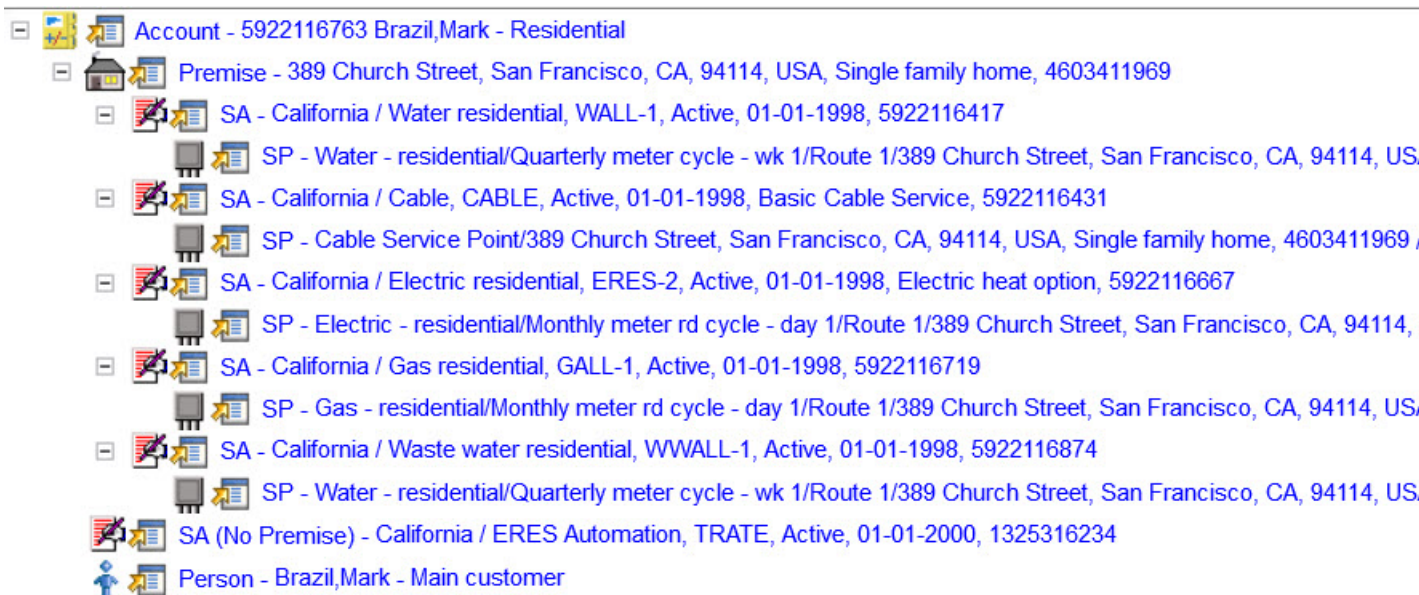 Account - 5922116763 Brazil,Mark - Residential
Premise - 389 Church Street, San Francisco, CA, 94114, USA, Single family home, 4603411969
SA - California / Water residential, WALL-1, Active, 01-01-1998, 5922116417
SP - Water - residential/Quarterly meter cycle - wk 1/Route 1/389 Church Street, San Francisco, CA, 94114,
SA - California / Cable, CABLE, Active, 01-01-1998, Basic Cable Service, 5922116431
SP - Cable Service Point/389 Church Street, San Francisco, CA, 94114, USA, Single family home, 4603411969 /
SA - California / Electric residential, ERES-2, Active, 01-01-1998, Electric heat option, 5922116667
SP - Electric - residential/Monthly meter rd cycle - day 1/Route 1/389 Church Street, San Francisco, CA, 94114,
SA - California / Gas residential, GALL-1, Active, 01-01-1998, 5922116719
SP - Gas - residential/Monthly meter rd cycle - day 1/Route 1/389 Church Street, San Francisco, CA, 94114,
SA - California / Waste water residential, WWALL-1, Active, 01-01-1998, 5922116874
SP - Water - residential/Quarterly meter cycle - wk 1/Route 1/389 Church Street, San Francisco, CA, 94114,
SA (No Premise) - California / ERES Automation, TRATE, Active, 01-01-2000, 1325316234
Person - Brazil,Mark - Main customer